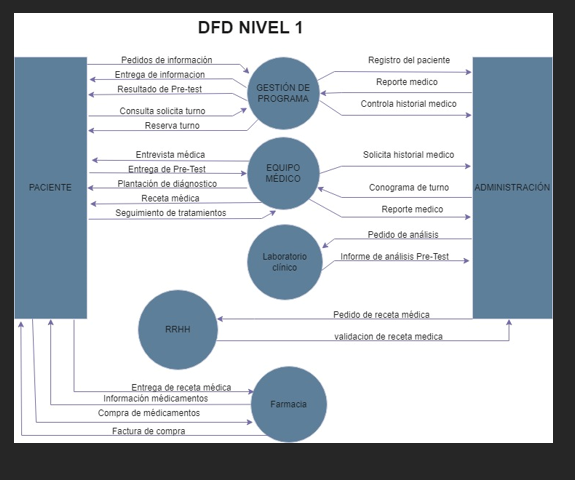 DFD NIVEL 1
Pedidos de información
Entrega de información
Resultado de Pre-test
Consulta solicita turno
Reserva turno
GESTIÓN DE
PROGRAMA
Registro del paciente
Reporte medico
Controla historial medico
PACIENTE
Entrevista mèdica
Entrega de Pre-Test
Plantación de diágnostico
Receta mèdica
Seguimiento de tratamientos
EQUIPO
MÉDICO
Solicita historial medico
Conograma de turno
Reporte medico
ADMINISTRACIÓN
Laboratorio
clínico
Pedido de análisis
Informe de análisis Pre-Test
RRHH
Pedido de receta médica
validacion de receta medica
Entrega de receta médica
Información médicamentos
Compra de médicamentos
Factura de compra
Farmacia